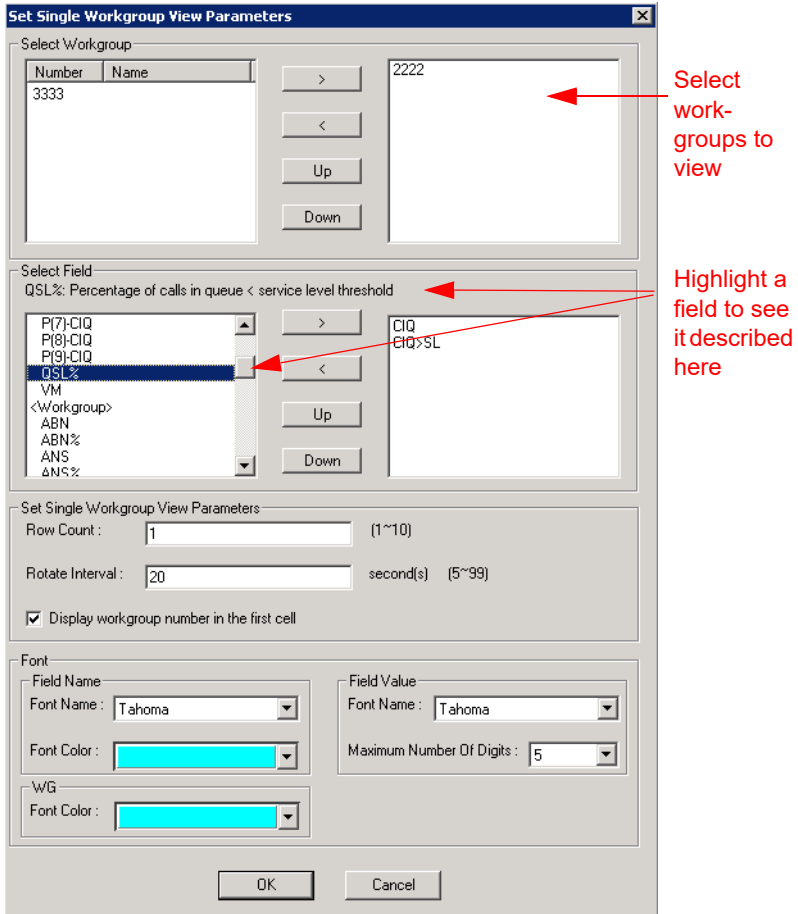 Set Single Workgroup View Parameters
Select Workgroup
Number Name
3333
>
<
Up
Down
2222
Select
work-
groups to
view
Select Field
QSL%: Percentage of calls in queue < service level threshold
P(7)-CIQ
P(8)-CIQ
P(9)-CIQ
QSL%
VM
<Workgroup>
ABN
ABN%
ANS
ANS%
>
<
Up
Down
CIQ
CIQ>SL
Highlight a
field to see
it described
here
Set Single Workgroup View Parameters
Row Count : 1 (1~10)
Rotate Interval : 20 second(s) (5~99)
Display workgroup number in the first cell
Font
Field Name
Font Name : Tahoma
Font Color :
WG
Font Color :
Field Value
Font Name : Tahoma
Maximum Number Of Digits : 5
OK Cancel